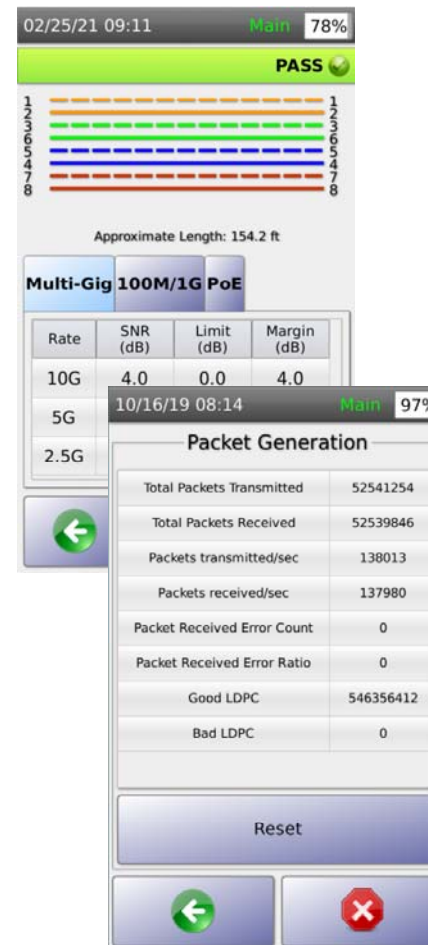 02/25/21 09:11 Main 78%
PASS
1 1
2 2
3 3
6 6
5 5
4 4
7 7
8 8
Approximate Length: 154.2 ft
Multi-Gig 100M/1G PoE
Rate SNR (dB) Limit (dB) Margin (dB)
10G 4.0 0.0 4.0
5G
2.5G
10/16/19 08:14 Main 97%
Packet Generation
Total Packets Transmitted 52541254
Total Packets Received 52539846
Packets transmitted/sec 138013
Packets received/sec 137980
Packet Received Error Count 0
Packet Received Error Ratio 0
Good LDPC 546356412
Bad LDPC 0
Reset